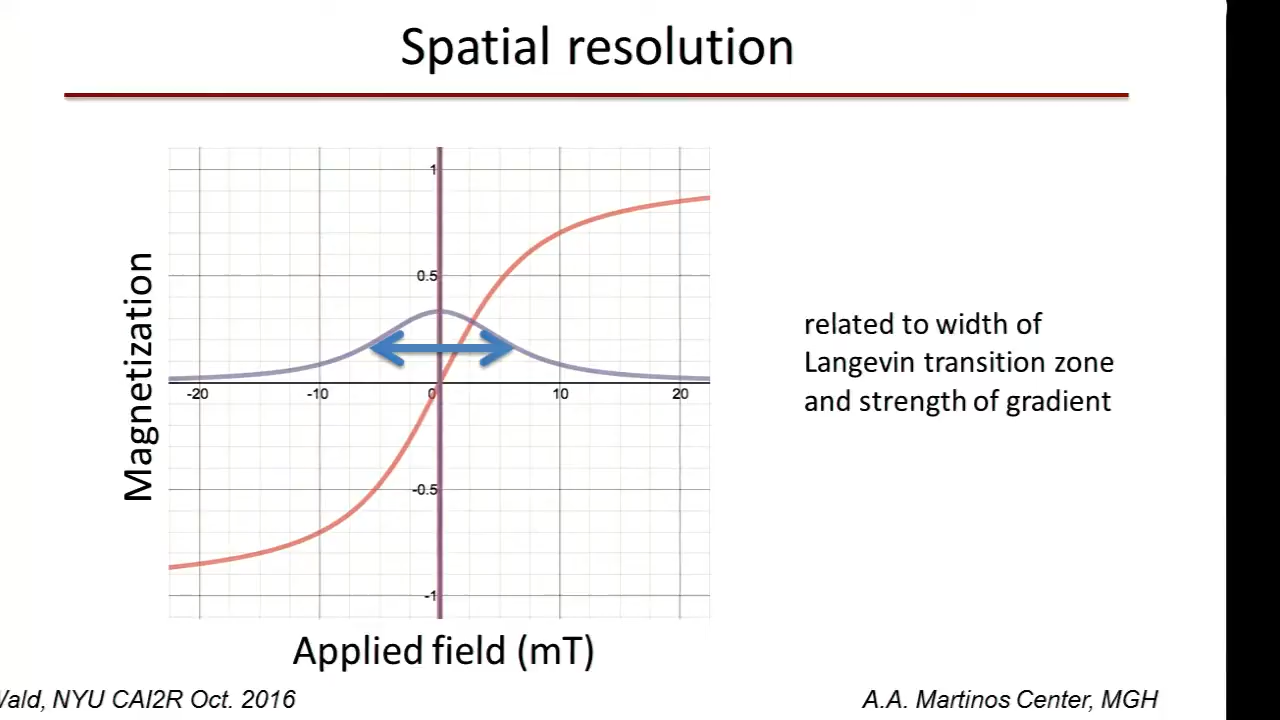 Spatial resolution
1
0.5
-20
-10
0
10
20
-0.5
-1
Magnetization
Applied field (mT)
related to width of
Langevin transition zone
and strength of gradient
NYU CAI2R Oct. 2016
A.A. Martinos Center, MGH